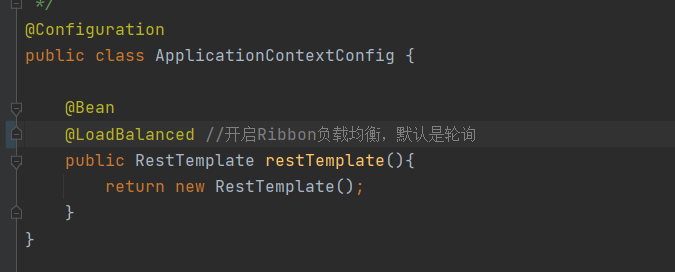 */
@Configuration
public class ApplicationContextConfig {
@Bean
@LoadBalanced //开启Ribbon负载均衡，默认是轮询
public RestTemplate restTemplate(){
return new RestTemplate();
}
}